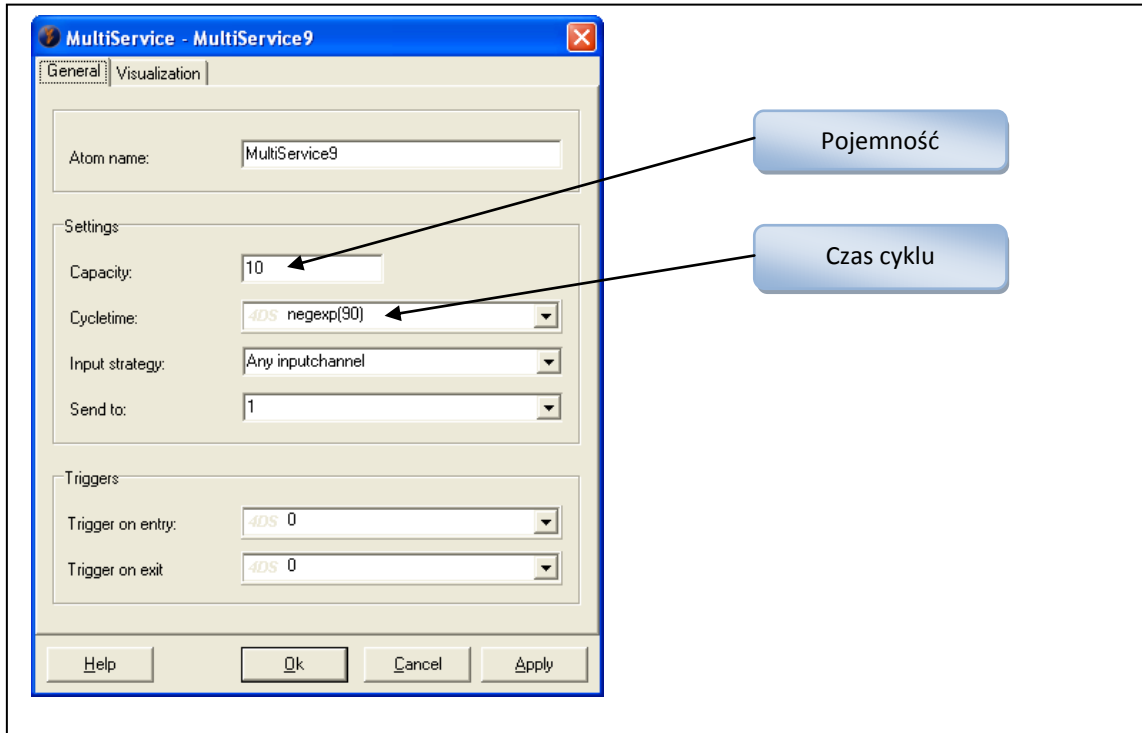 MultiService - MultiService9
General Visualization
Atom name: MultiService9
Settings
Capacity: 10
Cycletime: 4DS negexp(90)
Input strategy: Any inputchannel
Send to: 1
Triggers
Trigger on entry: 4DS 0
Trigger on exit 4DS 0
Help Ok Cancel Apply
Pojemność
Czas cyklu